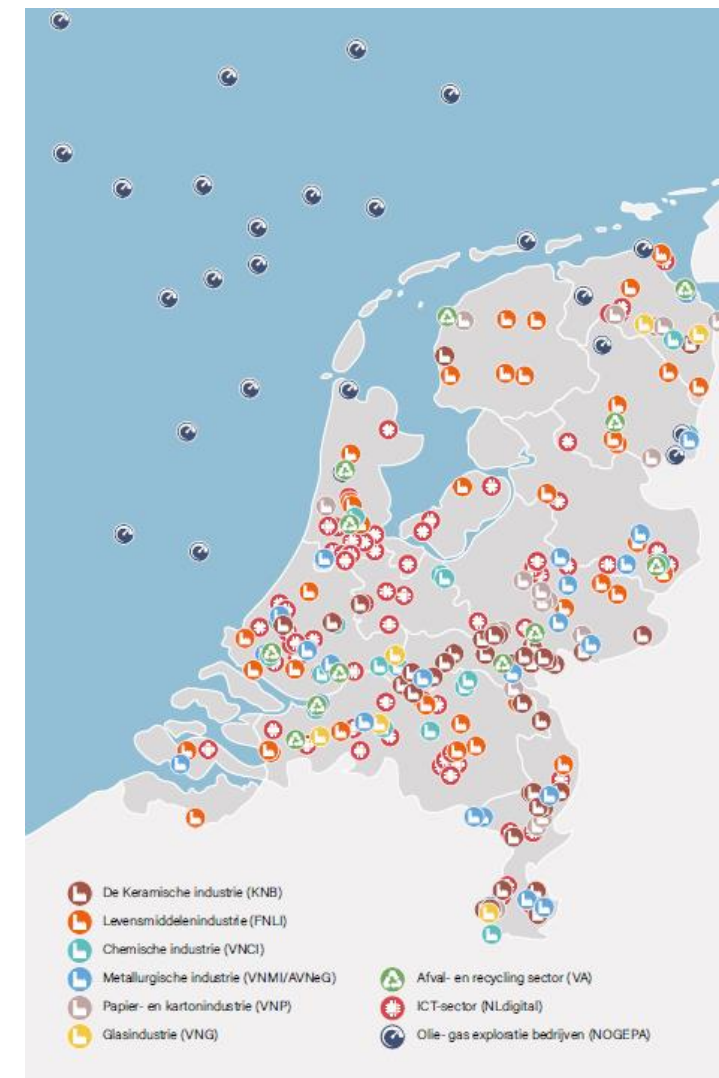 De Keramische industrie (KNB)
Levensmiddelenindustrie (FNLI)
Chemische industrie (VNCI)
Metallurgische industrie (VNMI/AVNeG)
Papier- en kartonindustrie (VNP)
Glasindustrie (VNG)
Afval- en recycling sector (VA)
ICT-sector (NLdigital)
Olie- gas exploratie bedrijven (NOGEPA)